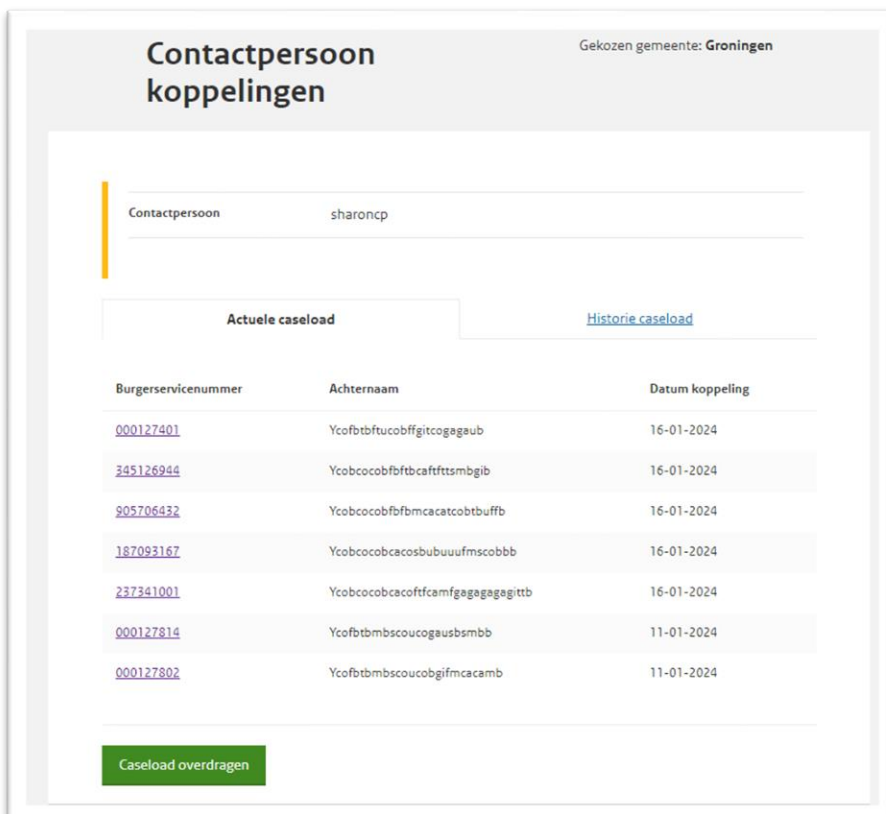 Contactpersoon
koppelingen
Gekozen gemeente: Groningen
Contactpersoon sharoncp
Actuele caseload Historie caseload
Burgerservicenummer Achternaam Datum koppeling
000127401 Ycofbtbftucobffgitcogagaub 16-01-2024
345126944 Ycobcocobfbftbcaftfttsmbgib 16-01-2024
905706432 Ycobcocobfbfbmcacatcobtbuffb 16-01-2024
187093167 Ycobcocobcacosbubuuufmscobbb 16-01-2024
237341001 Ycobcocobcacoftfcamfgagagagagittb 16-01-2024
000127814 Ycofbtbmbscoucogausbsmbb 11-01-2024
000127802 Ycofbtbmbscoucobgifmcacamb 11-01-2024
Caseload overdragen